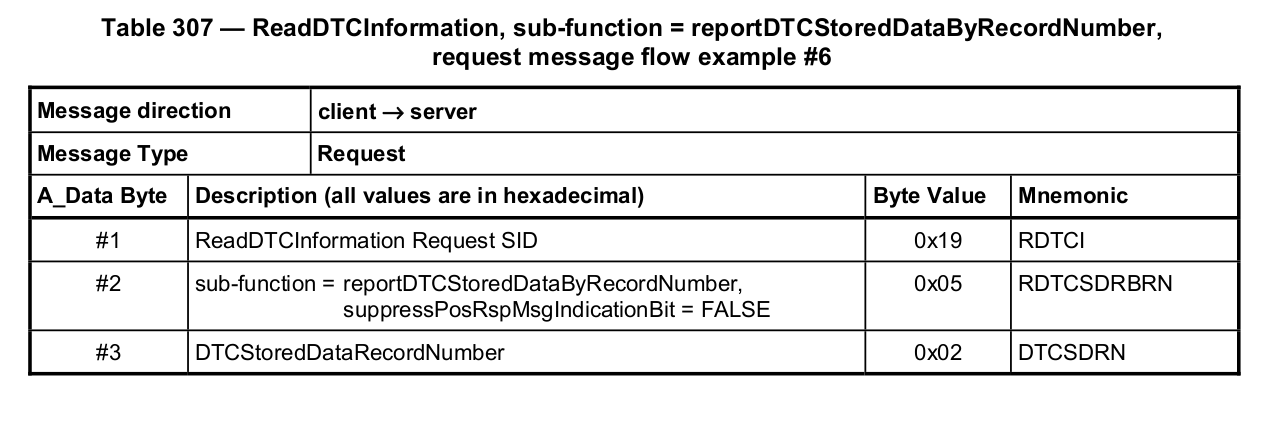 Table 307 — ReadDTCInformation, sub-function = reportDTCStoredDataByRecordNumber,
request message flow example #6
Message direction client → server
Message Type Request
A_Data Byte Description (all values are in hexadecimal) Byte Value Mnemonic
#1 ReadDTCInformation Request SID 0x19 RDTCI
#2 sub-function = reportDTCStoredDataByRecordNumber, 0x05 RDTCSDRBRN
suppressPosRspMsgIndicationBit = FALSE
#3 DTCStoredDataRecordNumber 0x02 DTCSDRN